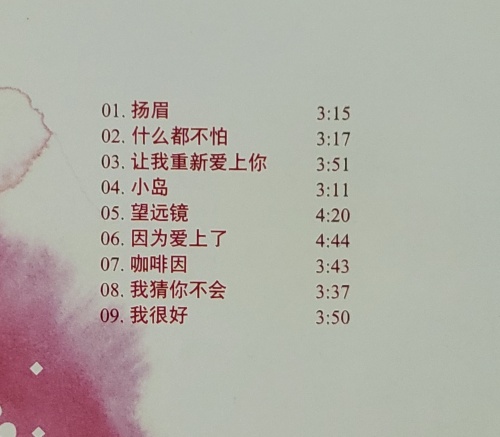 01. 扬眉 3:15
02. 什么都不怕 3:17
03. 让我重新爱上你 3:51
04. 小岛 3:11
05. 望远镜 4:20
06. 因为爱上了 4:44
07. 咖啡因 3:43
08. 我猜你不会 3:37
09. 我很好 3:50